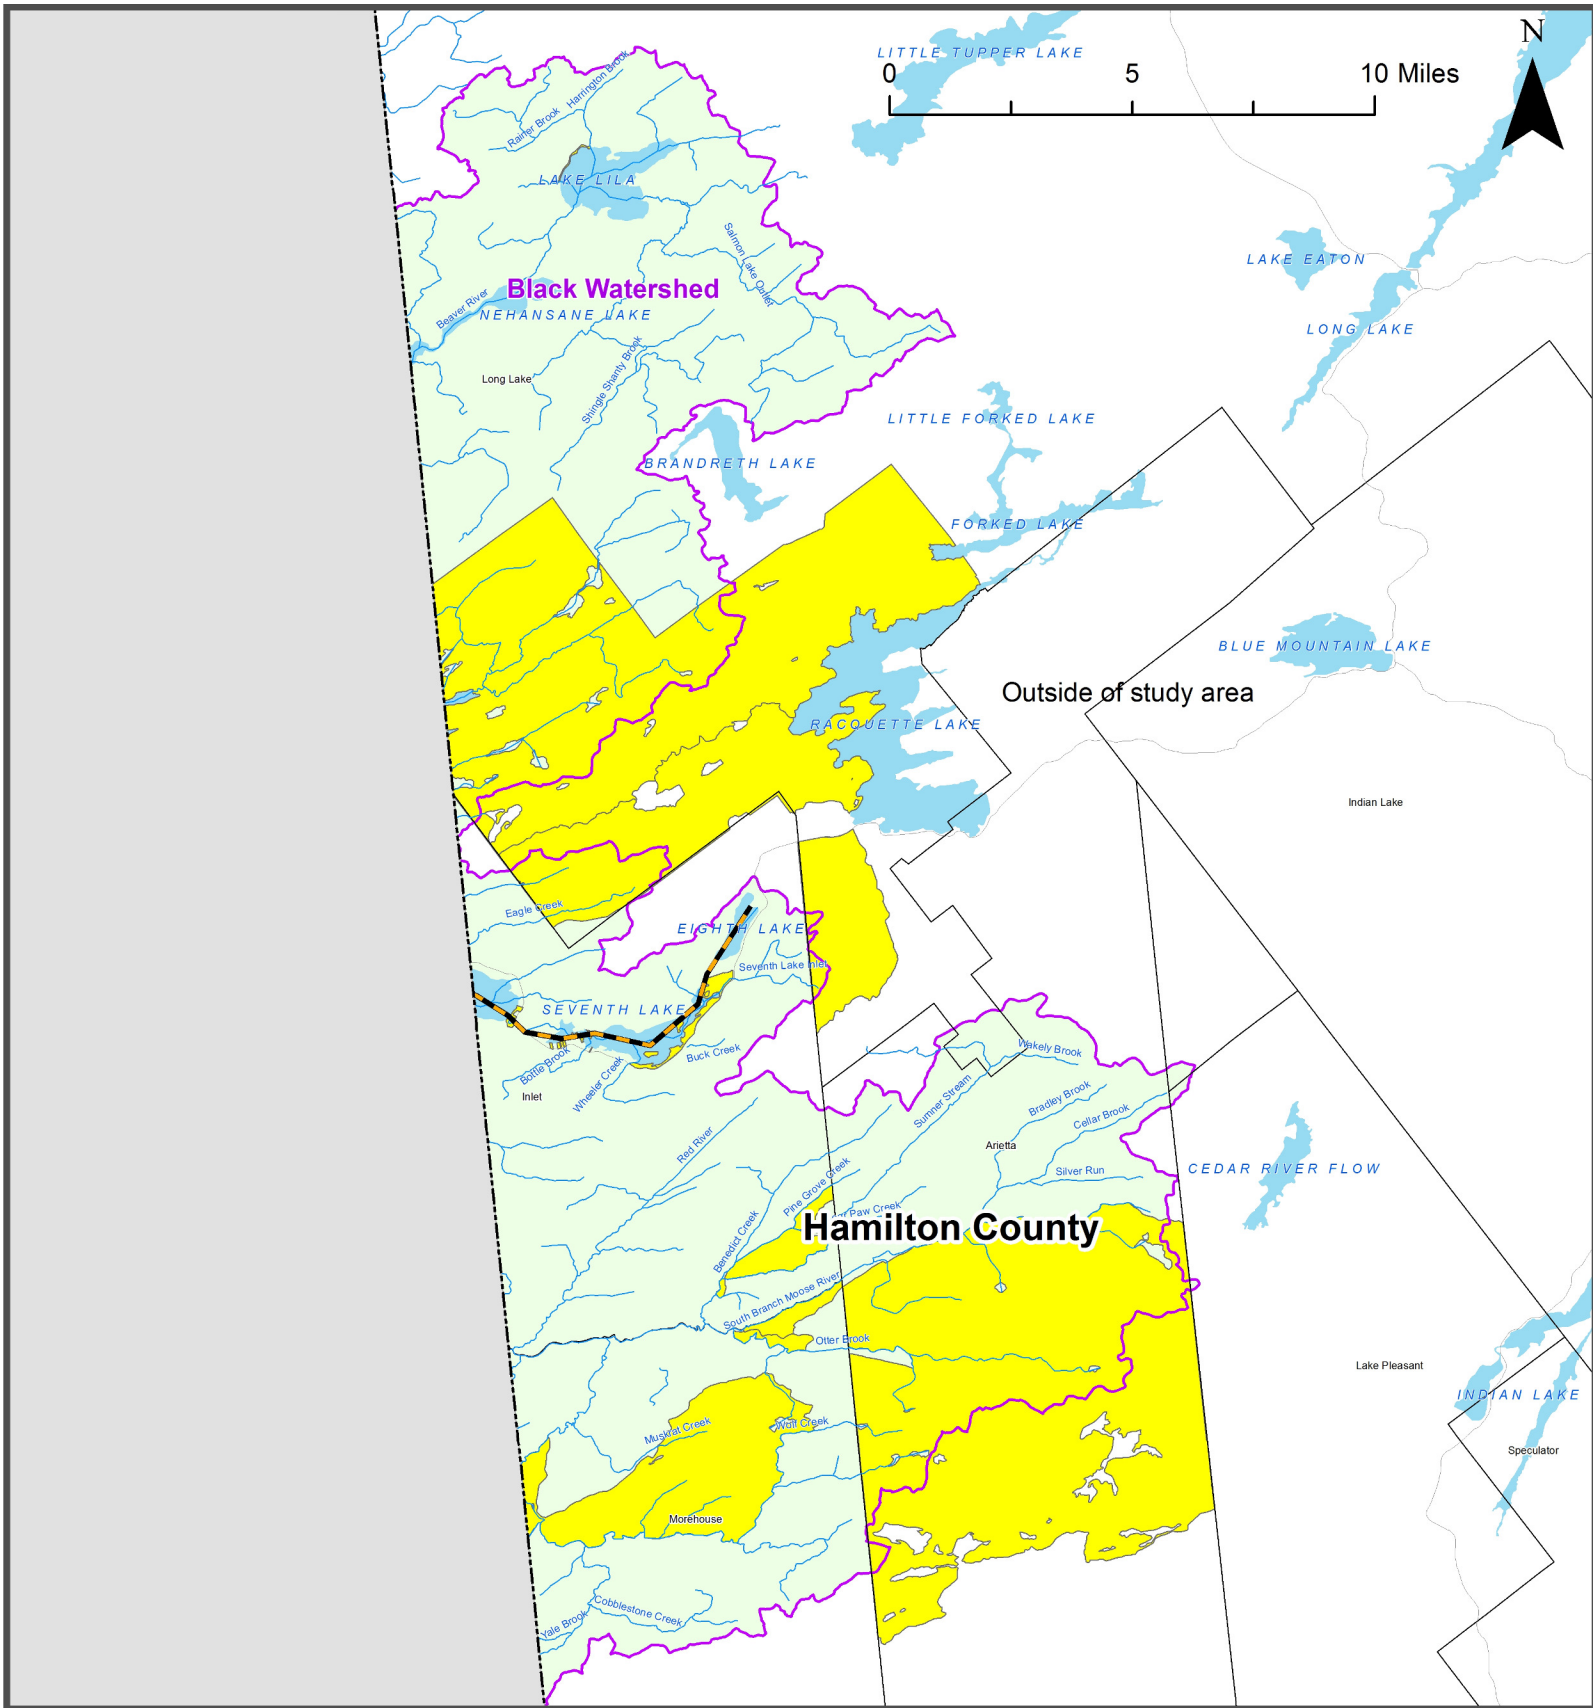 N
LITTLE TUPPER LAKE
0 5 10 Miles
Harrington Brook
Rainer Brook
LAKE LILA
Salmon Lake Outlet
LAKE EATON
Black Watershed
Beaver River
NEHANSANE LAKE
LONG LAKE
Shingle Shanty Brook
Long Lake
LITTLE FORKED LAKE
BRANDRETH LAKE
FORKED LAKE
BLUE MOUNTAIN LAKE
Outside of study area
RACQUETTE LAKE
Indian Lake
Eagle Creek
EIGHTH LAKE
Seventh Lake Inlet
SEVENTH LAKE
Buck Creek
Wakely Brook
Bottle Brook
Wheeler Creek
Inlet
Sumner Stream
Bradley Brook
Cellar Brook
Red River
Arietta
Silver Run
CEDAR RIVER FLOW
Pine Grove Creek
Paw Creek
Hamilton County
Benedict Creek
South Branch Moose River
Otter Brook
Lake Pleasant
INDIAN LAKE
Muskrat Creek
Wolf Creek
Speculator
Morehouse
Cobblestone Creek
Yale Brook